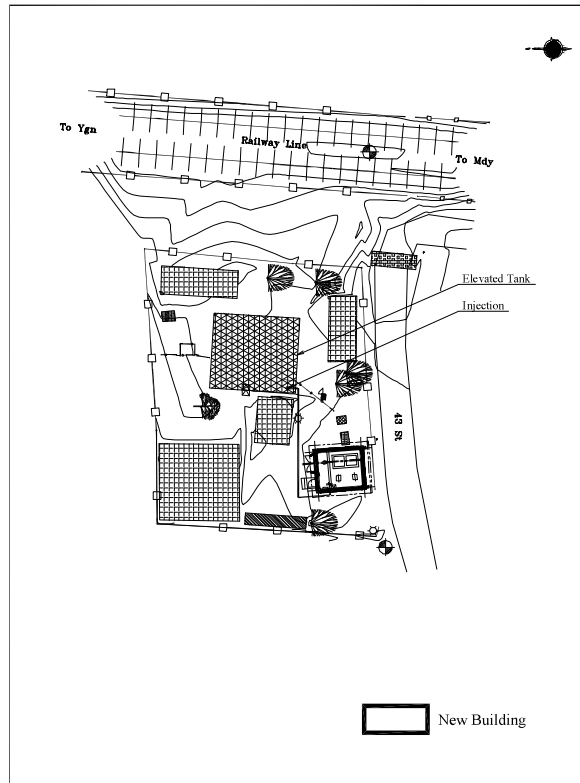 To Ygn
Railway Line
To Mdy
Elevated Tank
Injection
43 St
New Building